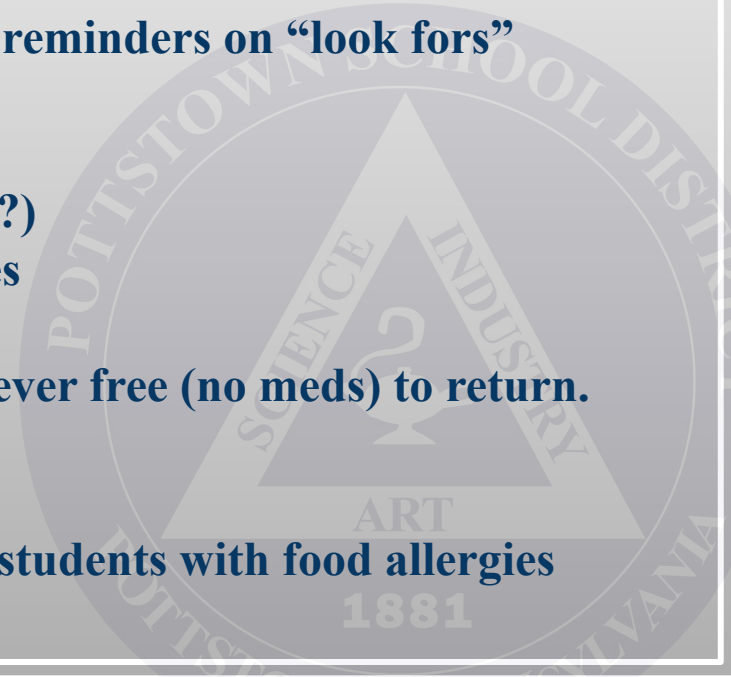 reminders on “look fors”
?)
es
ever free (no meds) to return.
students with food allergies
POTTSTOWN SCHOOL DISTRICT
SCIENCE
INDUSTRY
ART
1881